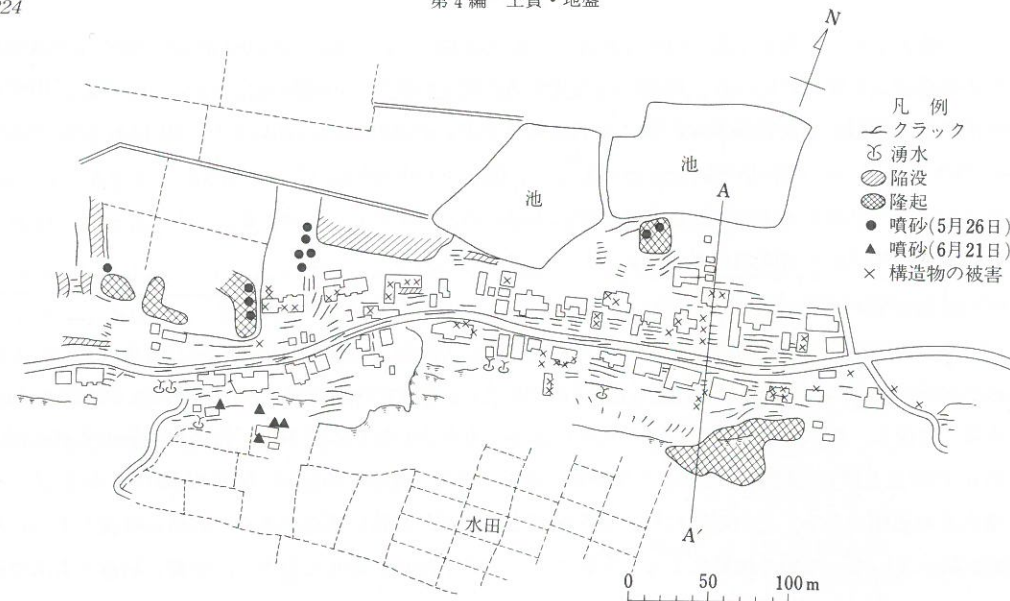 第4編 土質・地盤
N
凡 例
クラック
湧水
陥没
隆起
噴砂(5月26日)
噴砂(6月21日)
構造物の被害
池
池
A
水田
A′
0 50 100m